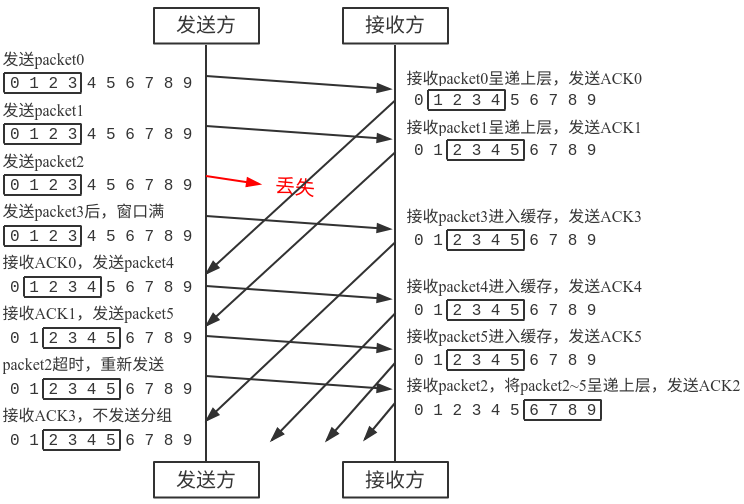 发送方
接收方
发送packet0
0 1 2 3 4 5 6 7 8 9
接收packet0呈递上层，发送ACK0
0 1 2 3 4 5 6 7 8 9
发送packet1
0 1 2 3 4 5 6 7 8 9
接收packet1呈递上层，发送ACK1
0 1 2 3 4 5 6 7 8 9
发送packet2
0 1 2 3 4 5 6 7 8 9
丢失
发送packet3后，窗口满
0 1 2 3 4 5 6 7 8 9
接收packet3进入缓存，发送ACK3
0 1 2 3 4 5 6 7 8 9
接收ACK0，发送packet4
0 1 2 3 4 5 6 7 8 9
接收packet4进入缓存，发送ACK4
0 1 2 3 4 5 6 7 8 9
接收ACK1，发送packet5
0 1 2 3 4 5 6 7 8 9
接收packet5进入缓存，发送ACK5
0 1 2 3 4 5 6 7 8 9
packet2超时，重新发送
0 1 2 3 4 5 6 7 8 9
接收packet2，将packet2~5呈递上层，发送ACK2
0 1 2 3 4 5 6 7 8 9
接收ACK3，不发送分组
0 1 2 3 4 5 6 7 8 9
发送方
接收方